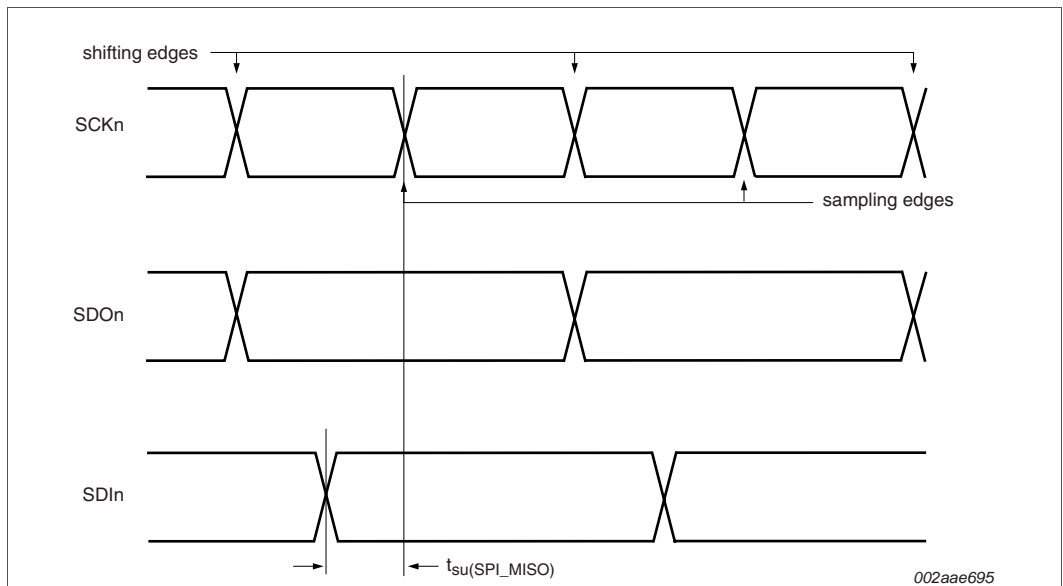 shifting edges
SCKn
sampling edges
SDOn
SDIn
tsu(SPI_MISO)
002aae695